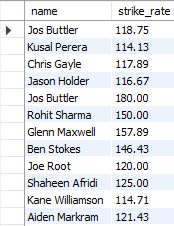 name strike_rate
Jos Buttler 118.75
Kusal Perera 114.13
Chris Gayle 117.89
Jason Holder 116.67
Jos Buttler 180.00
Rohit Sharma 150.00
Glenn Maxwell 157.89
Ben Stokes 146.43
Joe Root 120.00
Shaheen Afridi 125.00
Kane Williamson 114.71
Aiden Markram 121.43